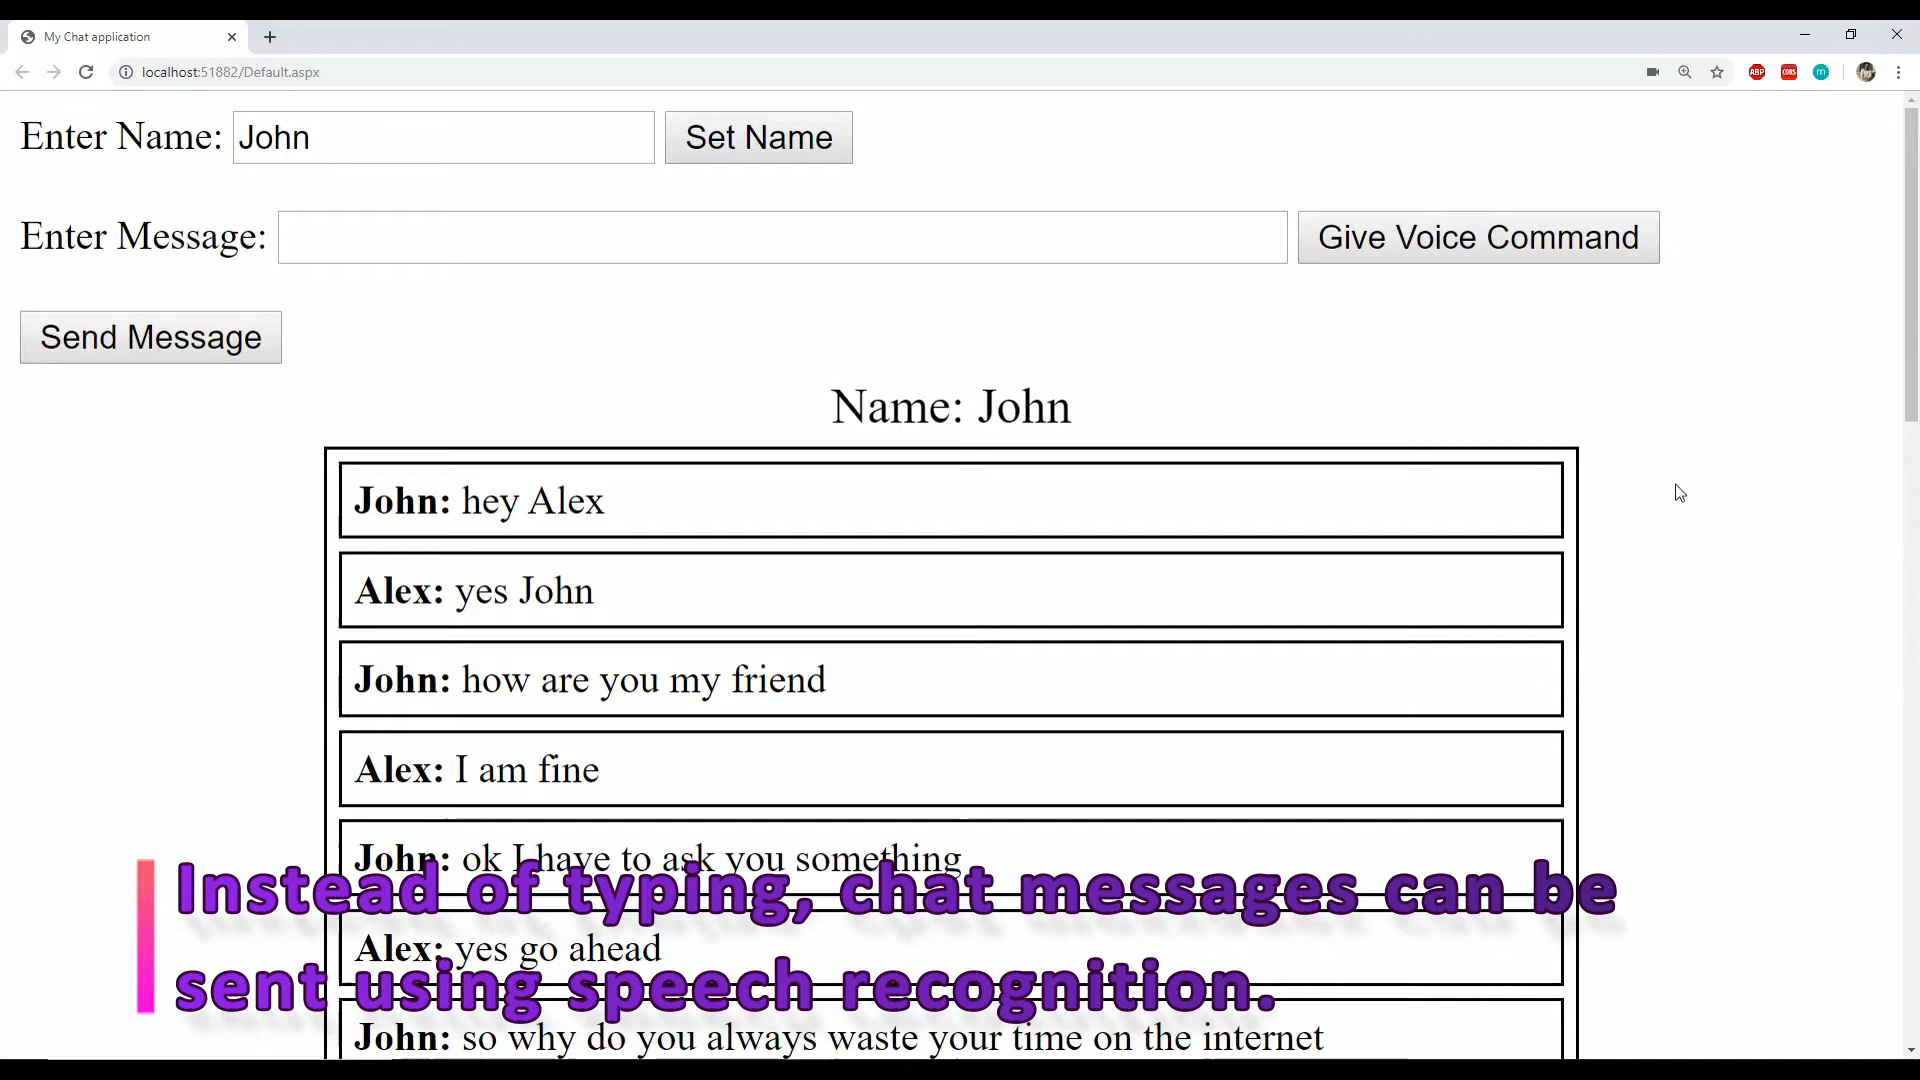 My Chat application
localhost:51882/Default.aspx
ABP
CORS
m
Enter Name: John Set Name
Enter Message: Give Voice Command
Send Message
Name: John
John: hey Alex
Alex: yes John
John: how are you my friend
Alex: I am fine
John: ok I have to ask you something
Instead of typing, chat messages can be
Alex: yes go ahead
sent using speech recognition.
John: so why do you always waste your time on the internet